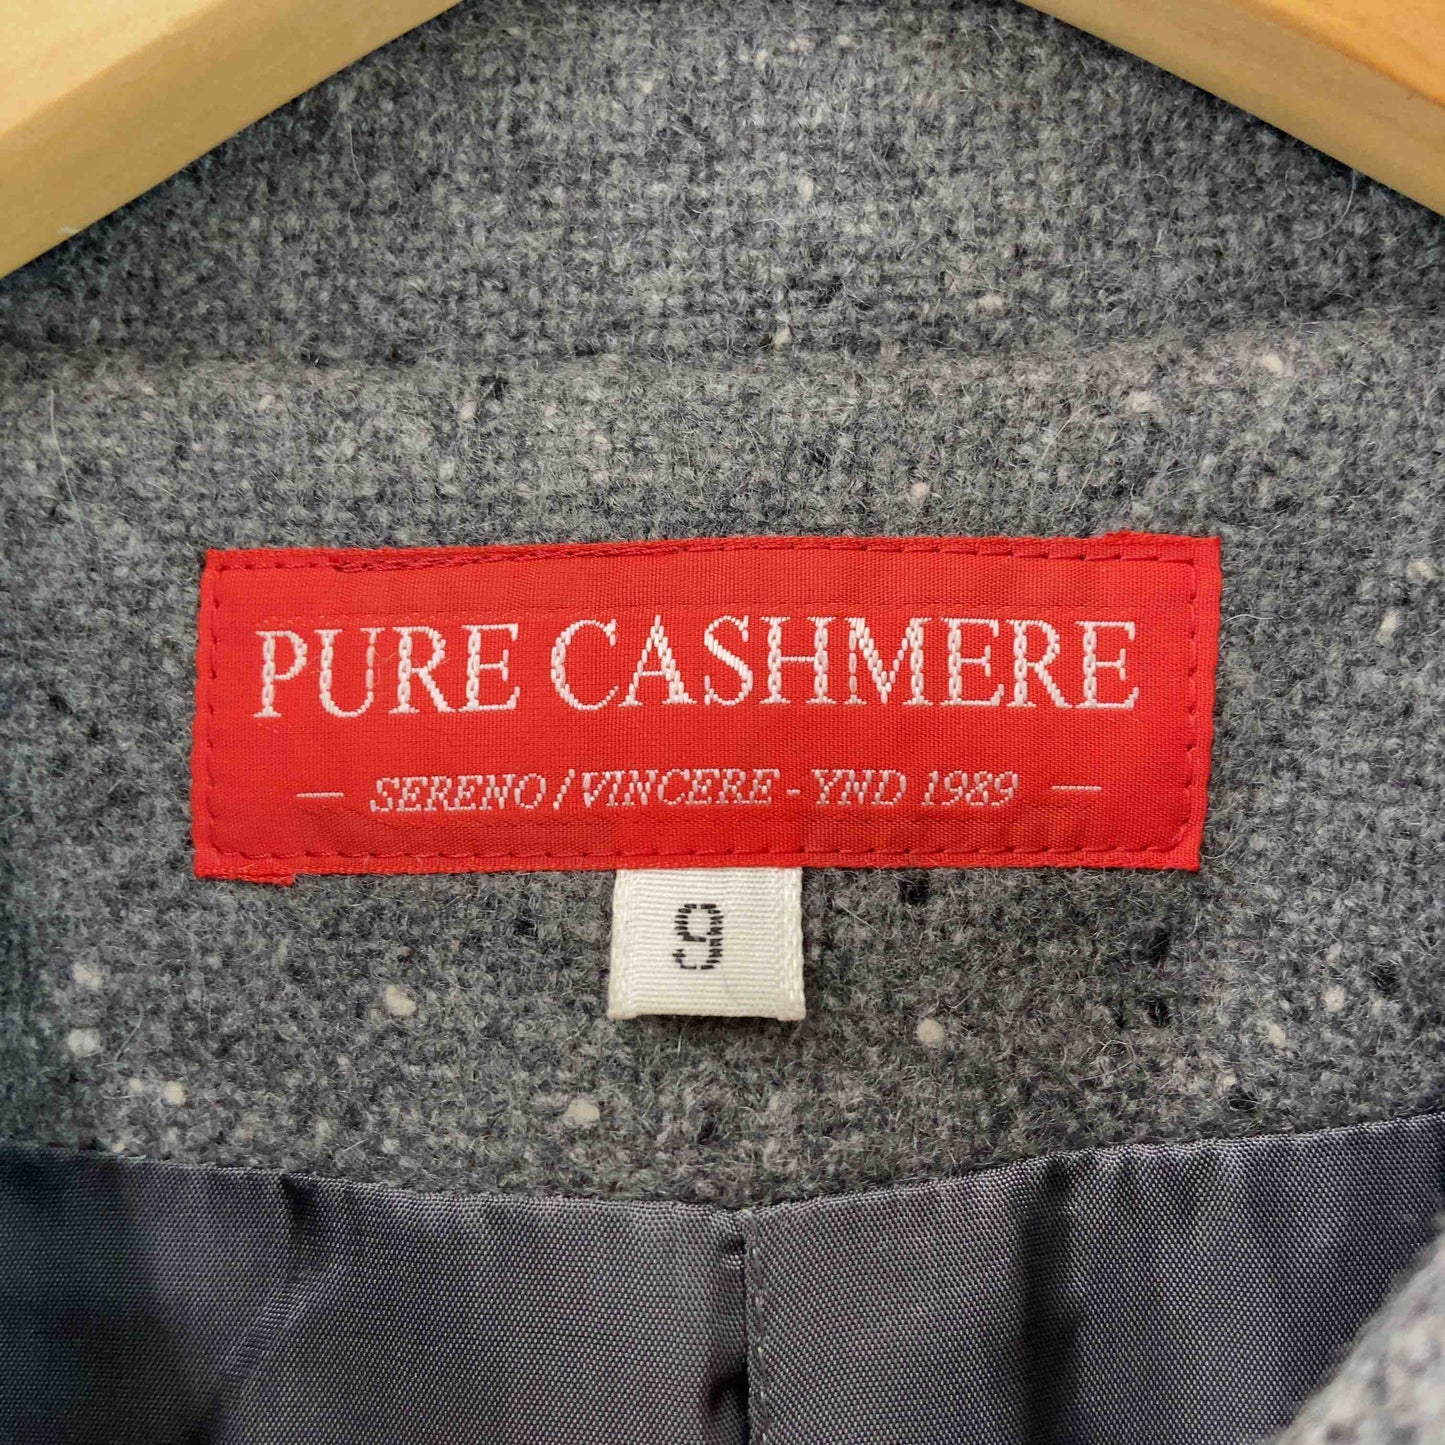 PURE CASHMERE
— SERENO/VINCERE - YND 1989 —
9